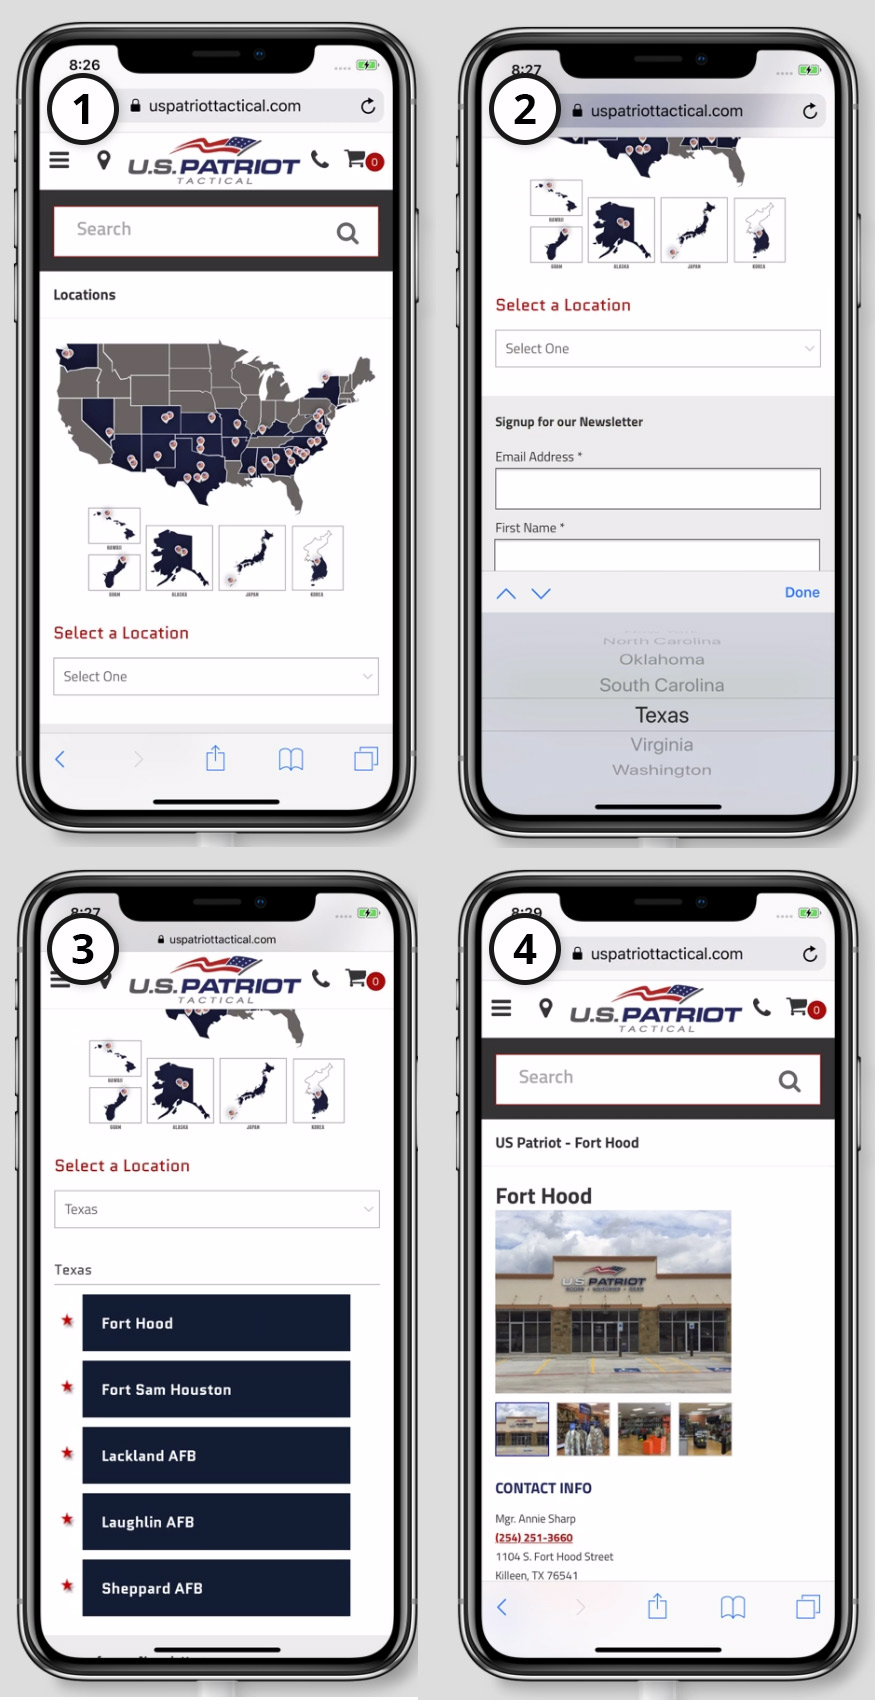 8:26
1
uspatriottactical.com
U.S.PATRIOT
TACTICAL
0
Search
Locations
HAWAII
GUAM
ALASKA
JAPAN
KOREA
Select a Location
Select One
8:27
2
uspatriottactical.com
HAWAII
GUAM
ALASKA
JAPAN
KOREA
Select a Location
Select One
Signup for our Newsletter
Email Address *
First Name *
Done
North Carolina
Oklahoma
South Carolina
Texas
Virginia
Washington
8:27
3
uspatriottactical.com
U.S.PATRIOT
TACTICAL
0
HAWAII
GUAM
ALASKA
JAPAN
KOREA
Select a Location
Texas
Texas
Fort Hood
Fort Sam Houston
Lackland AFB
Laughlin AFB
Sheppard AFB
8:29
4
uspatriottactical.com
U.S.PATRIOT
TACTICAL
0
Search
US Patriot - Fort Hood
Fort Hood
U.S. PATRIOT
CONTACT INFO
Mgr. Annie Sharp
(254) 251-3660
1104 S. Fort Hood Street
Killeen, TX 76541